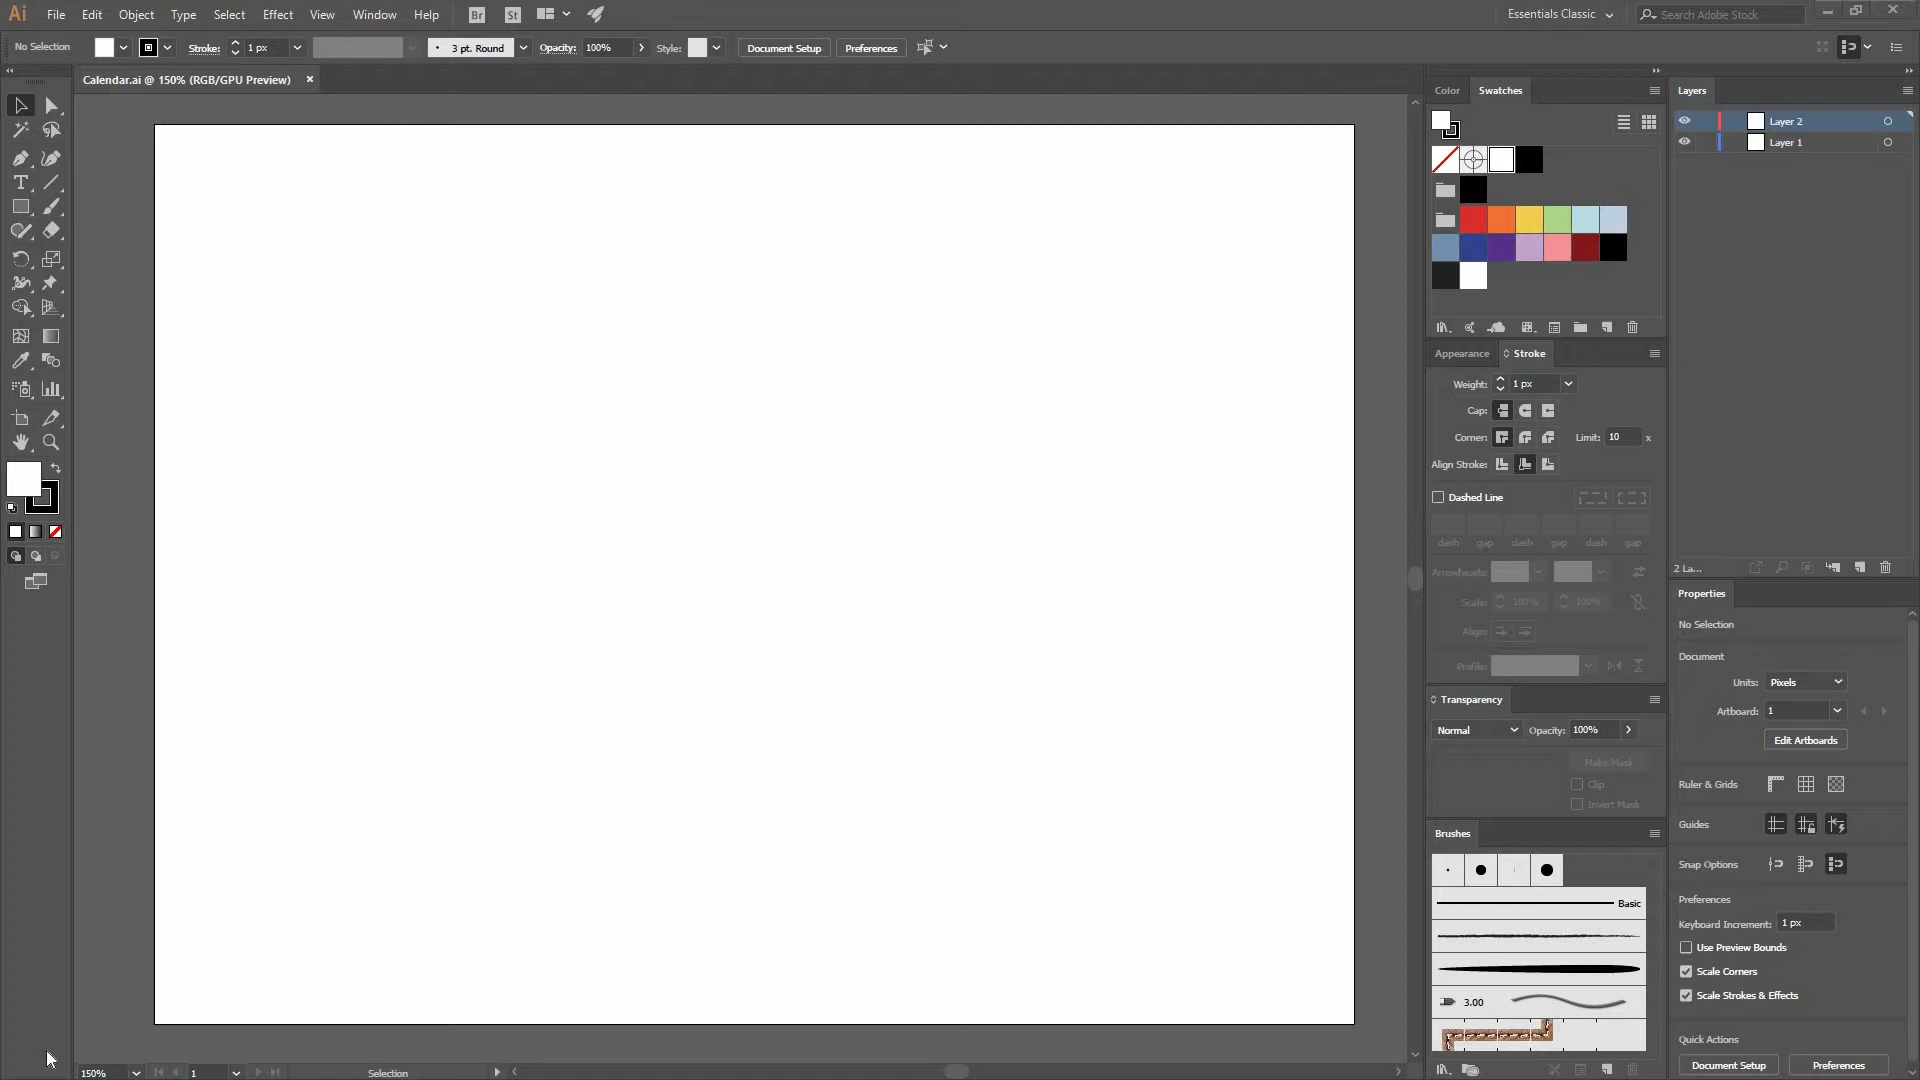 Ai File Edit Object Type Select Effect View Window Help Br St Essentials Classic Search Adobe Stock
No Selection Stroke: 1 px 3 pt. Round Opacity: 100% Style: Document Setup Preferences
Calendar.ai @ 150% (RGB/GPU Preview)
Color Swatches
Appearance Stroke
Weight: 1 px
Cap:
Corner: Limit: 10 x
Align Stroke:
Dashed Line
dash gap dash gap dash gap
Arrowheads:
Scale: 100% 100%
Align:
Profile:
Transparency
Normal Opacity: 100%
Make Mask
Clip
Invert Mask
Brushes
Basic
3.00
Layers
Layer 2
Layer 1
2 La...
Properties
No Selection
Document
Units: Pixels
Artboard: 1
Edit Artboards
Ruler & Grids
Guides
Snap Options
Preferences
Keyboard Increment: 1 px
Use Preview Bounds
Scale Corners
Scale Strokes & Effects
Quick Actions
Document Setup Preferences
150% 1 Selection